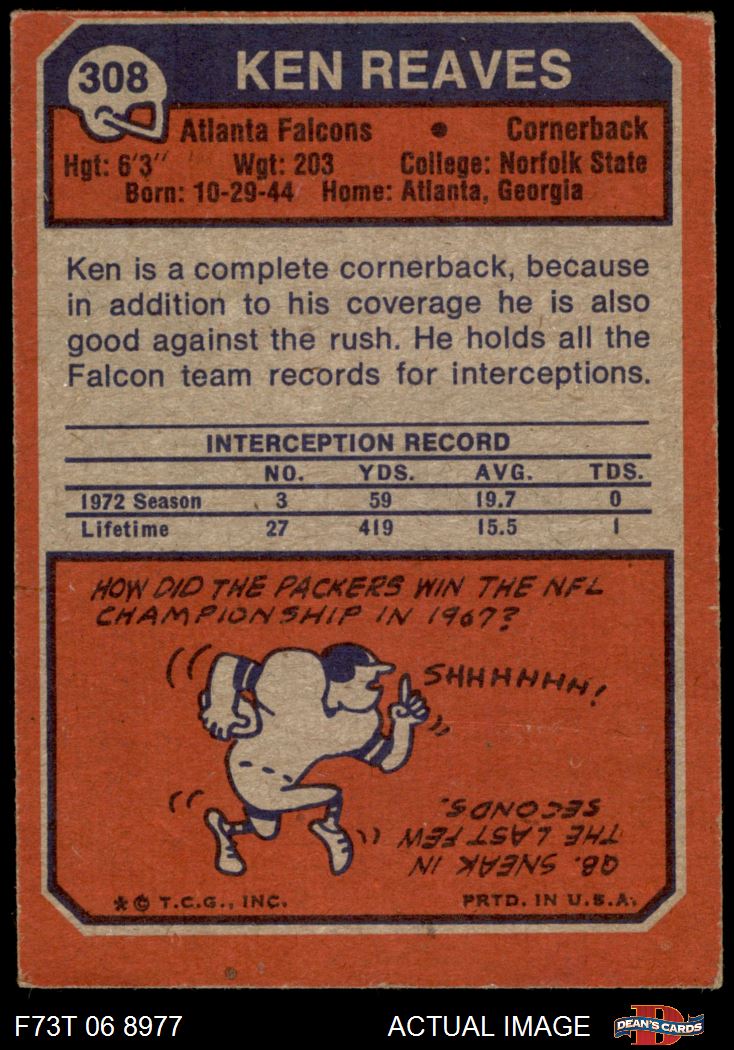 308
KEN REAVES
Atlanta Falcons • Cornerback
Hgt: 6'3" Wgt: 203 College: Norfolk State
Born: 10-29-44 Home: Atlanta, Georgia
Ken is a complete cornerback, because
in addition to his coverage he is also
good against the rush. He holds all the
Falcon team records for interceptions.
INTERCEPTION RECORD
NO. YDS. AVG. TDS.
1972 Season 3 59 19.7 0
Lifetime 27 419 15.5 1
HOW DID THE PACKERS WIN THE NFL
CHAMPIONSHIP IN 1967?
SHHHHHH!
QB. SNEAK IN
THE LAST FEW
SECONDS.
* © T.C.G., INC. PRTD. IN U.S.A.
F73T 06 8977 ACTUAL IMAGE
D
DEAN'S CARDS